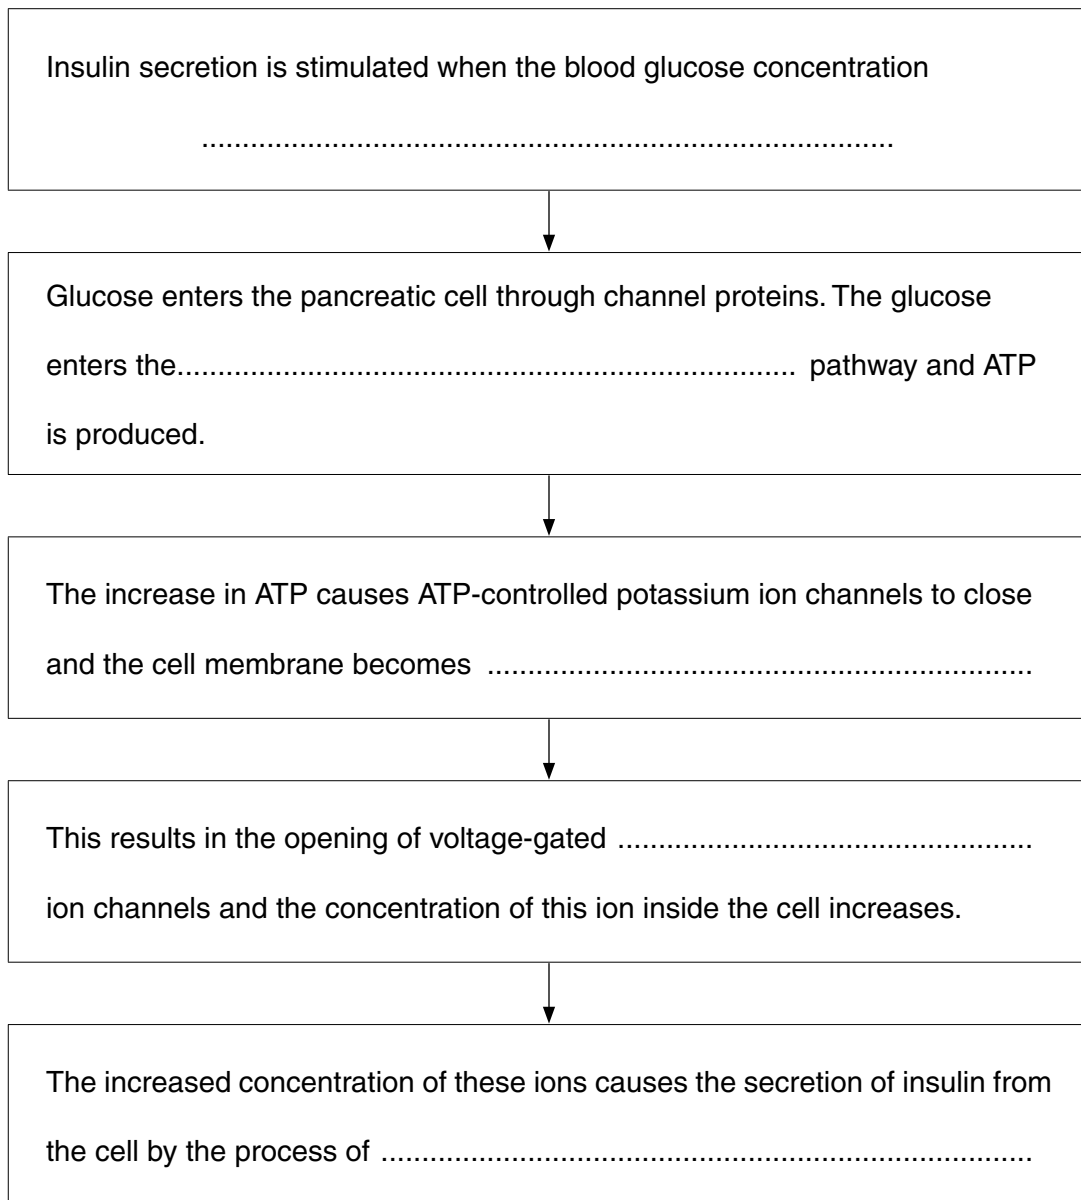 Insulin secretion is stimulated when the blood glucose concentration
.....................................................................................
Glucose enters the pancreatic cell through channel proteins. The glucose
enters the............................................................................ pathway and ATP
is produced.
The increase in ATP causes ATP-controlled potassium ion channels to close
and the cell membrane becomes ...................................................................
This results in the opening of voltage-gated ...................................................
ion channels and the concentration of this ion inside the cell increases.
The increased concentration of these ions causes the secretion of insulin from
the cell by the process of ................................................................................